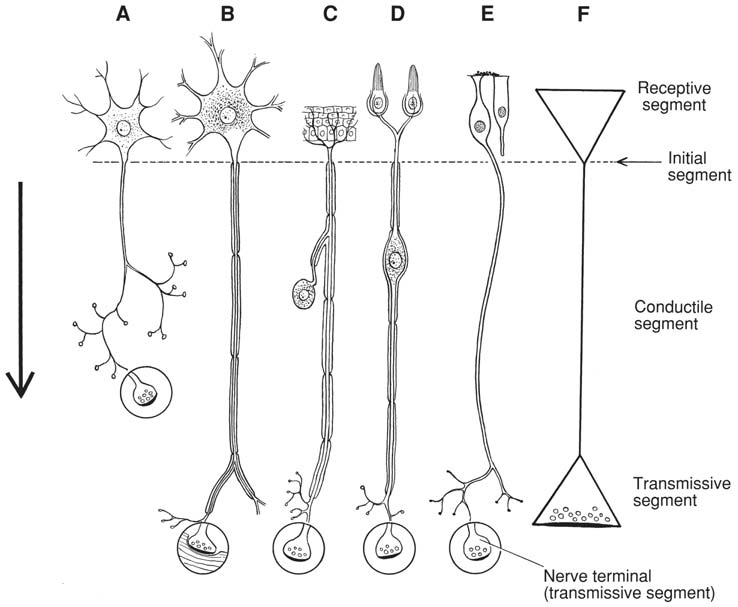 A B C D E F
Receptive
segment
Initial
segment
Conductile
segment
Transmissive
segment
Nerve terminal
(transmissive segment)